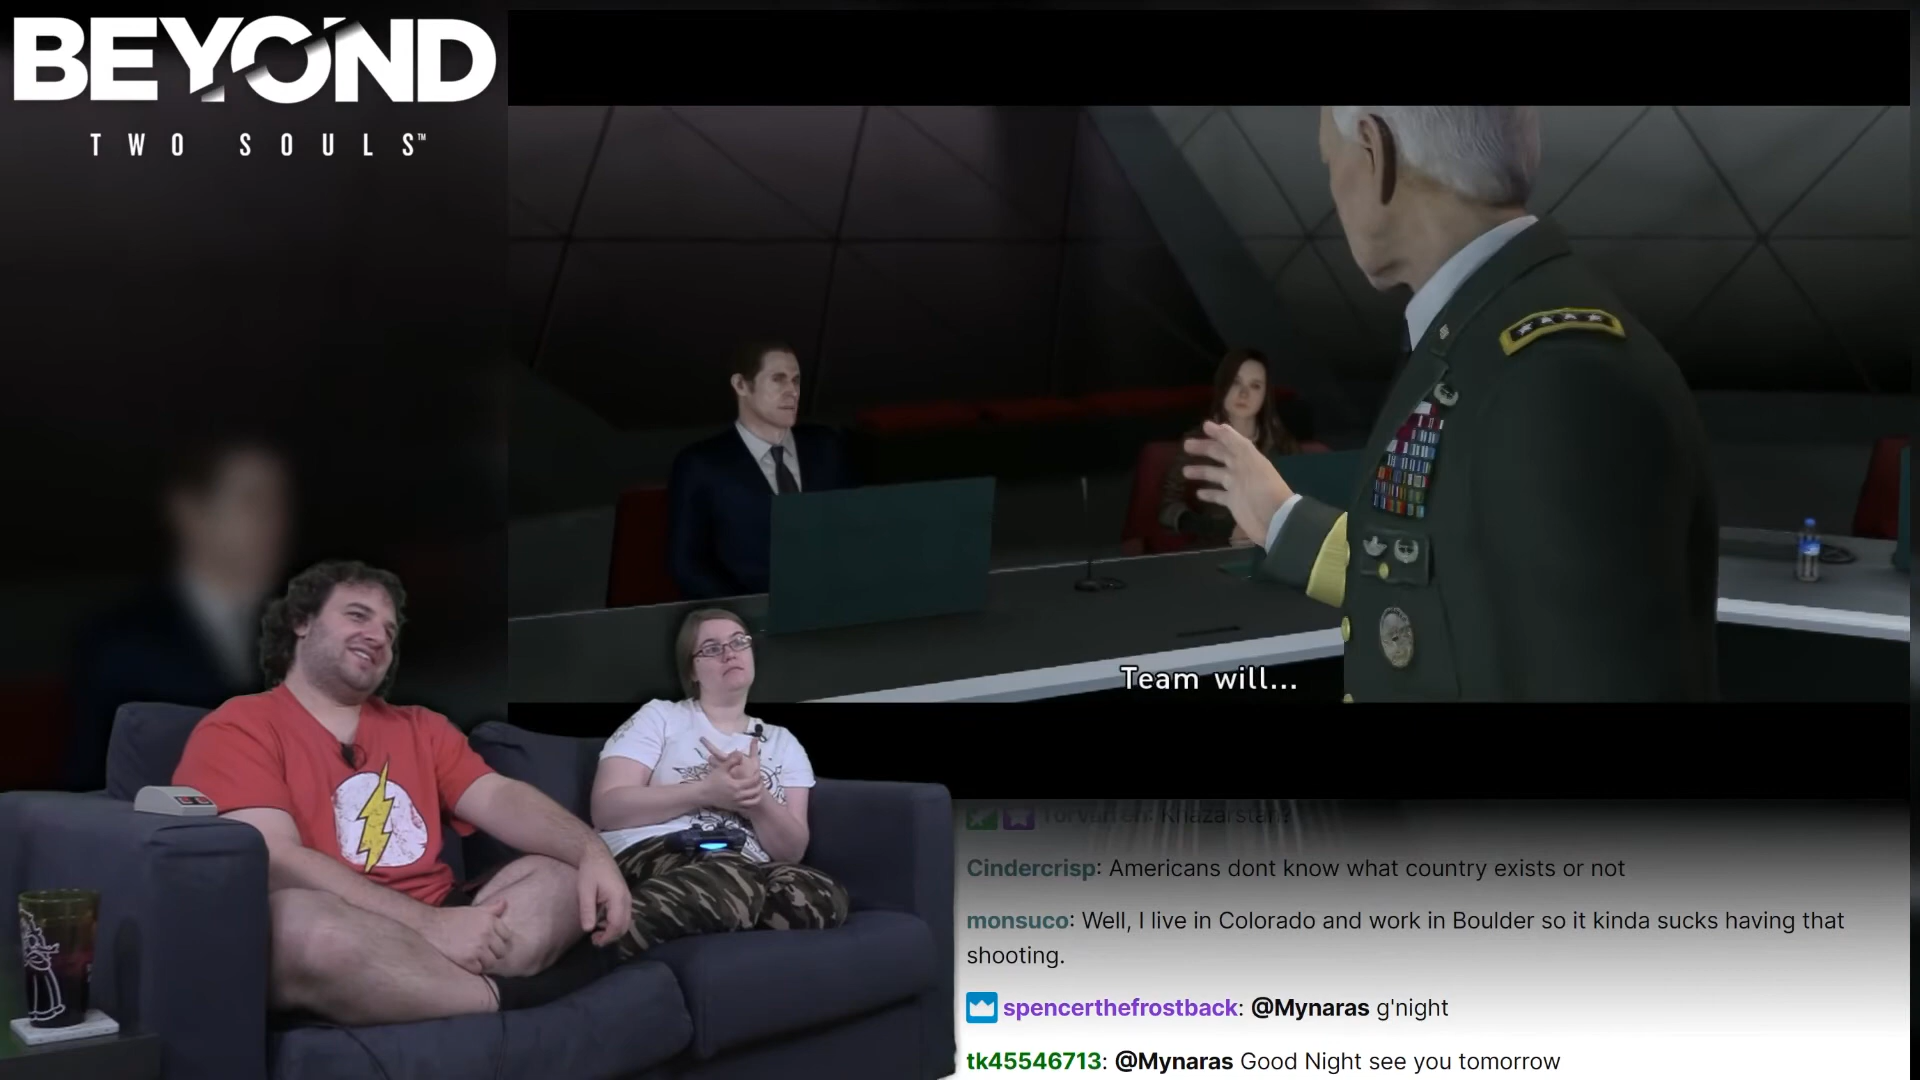 BEYOND
TWO SOULS™
Team will...
Torvarren: Khazarstan?
Cindercrisp: Americans dont know what country exists or not
monsuco: Well, I live in Colorado and work in Boulder so it kinda sucks having that
shooting.
spencerthefrostback: @Mynaras g'night
tk45546713: @Mynaras Good Night see you tomorrow